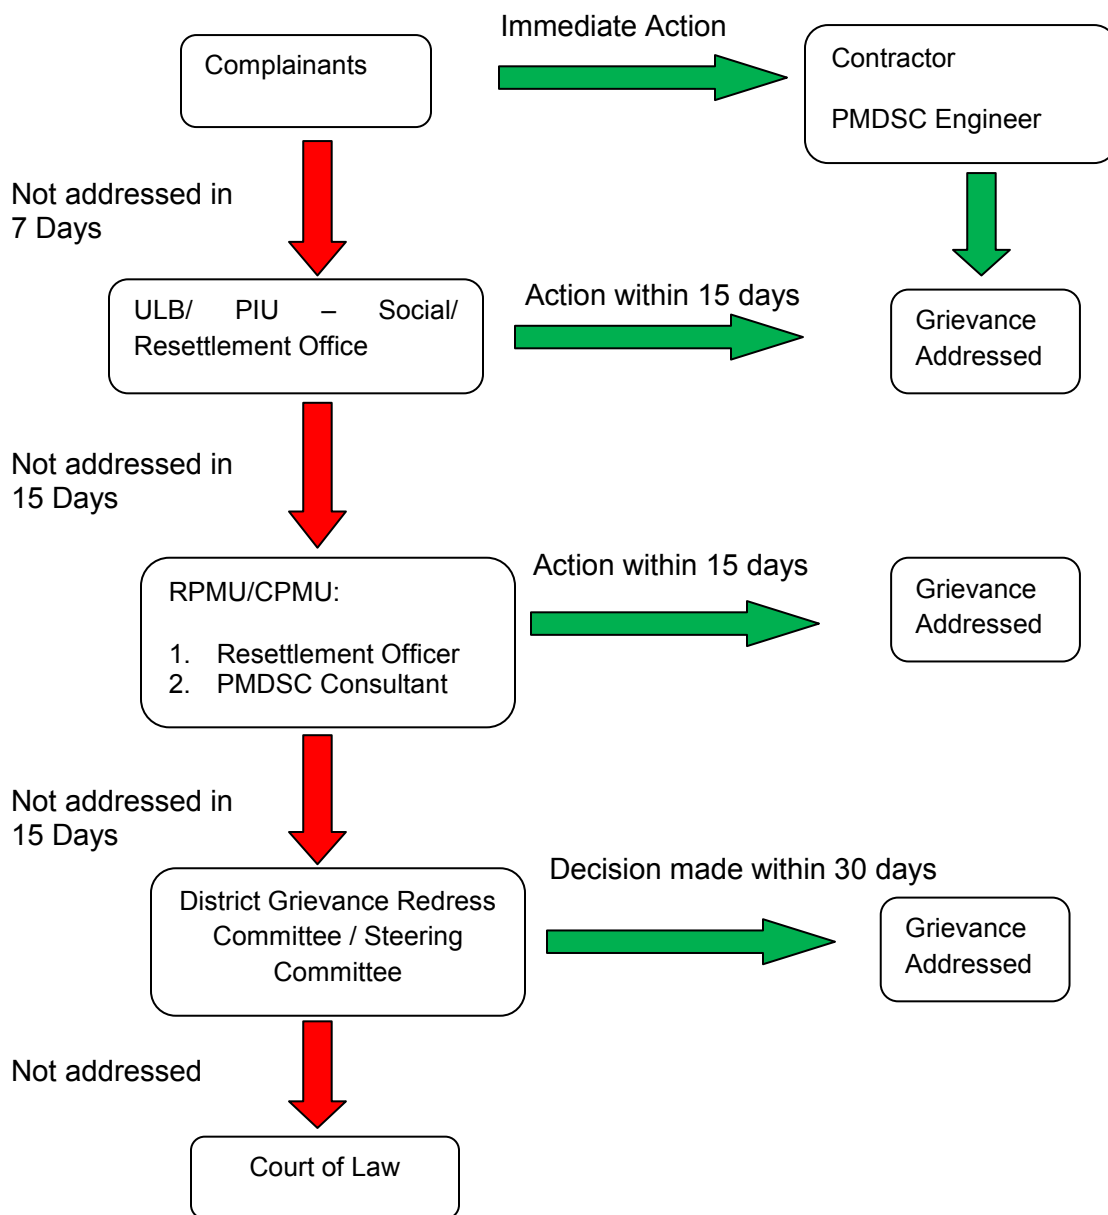 Immediate Action
Complainants
Contractor
PMDSC Engineer
Not addressed in
7 Days
ULB/ PIU – Social/
Resettlement Office
Action within 15 days
Grievance
Addressed
Not addressed in
15 Days
RPMU/CPMU:
1. Resettlement Officer
2. PMDSC Consultant
Action within 15 days
Grievance
Addressed
Not addressed in
15 Days
District Grievance Redress
Committee / Steering
Committee
Decision made within 30 days
Grievance
Addressed
Not addressed
Court of Law